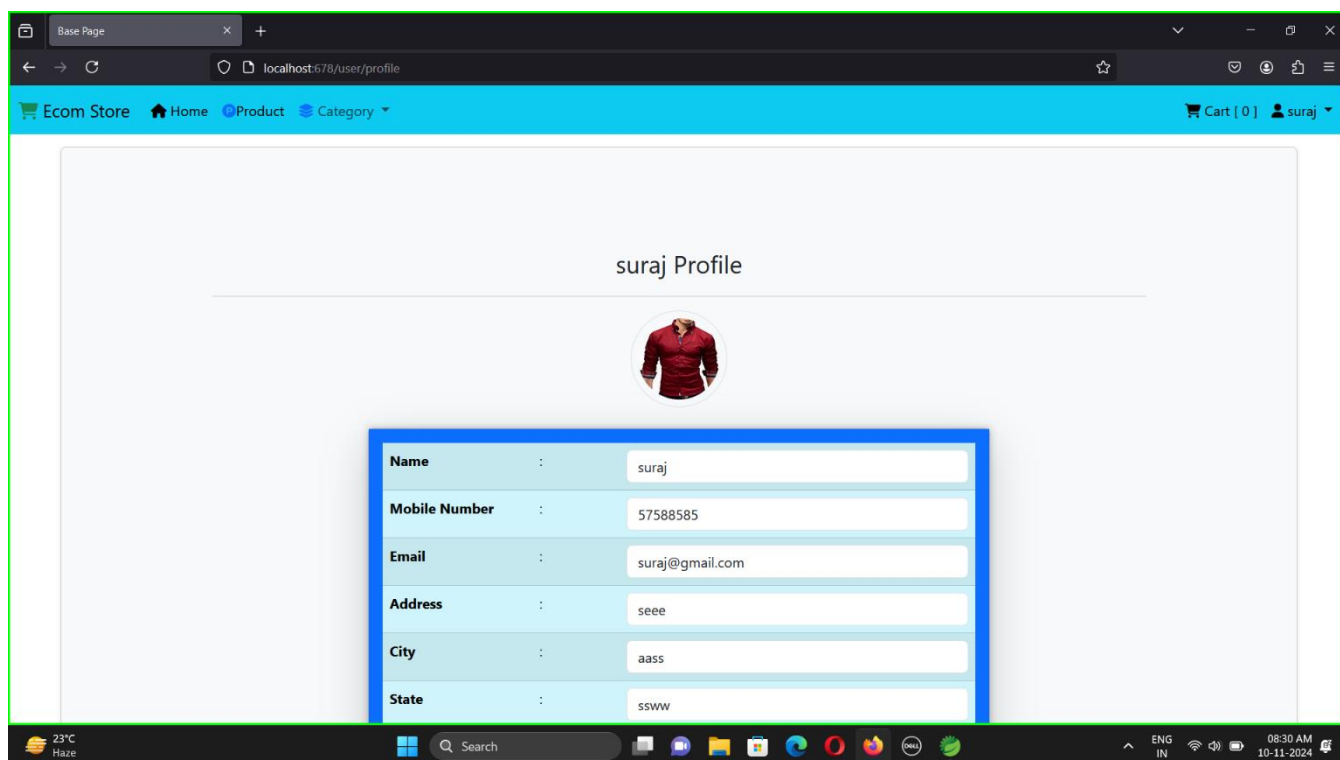 Base Page
localhost:678/user/profile
Ecom Store Home Product Category Cart [ 0 ] suraj
suraj Profile
Name : suraj
Mobile Number : 57588585
Email : suraj@gmail.com
Address : seee
City : aass
State : ssww
23°C
Haze
Search
DELL
ENG
IN
08:30 AM
10-11-2024